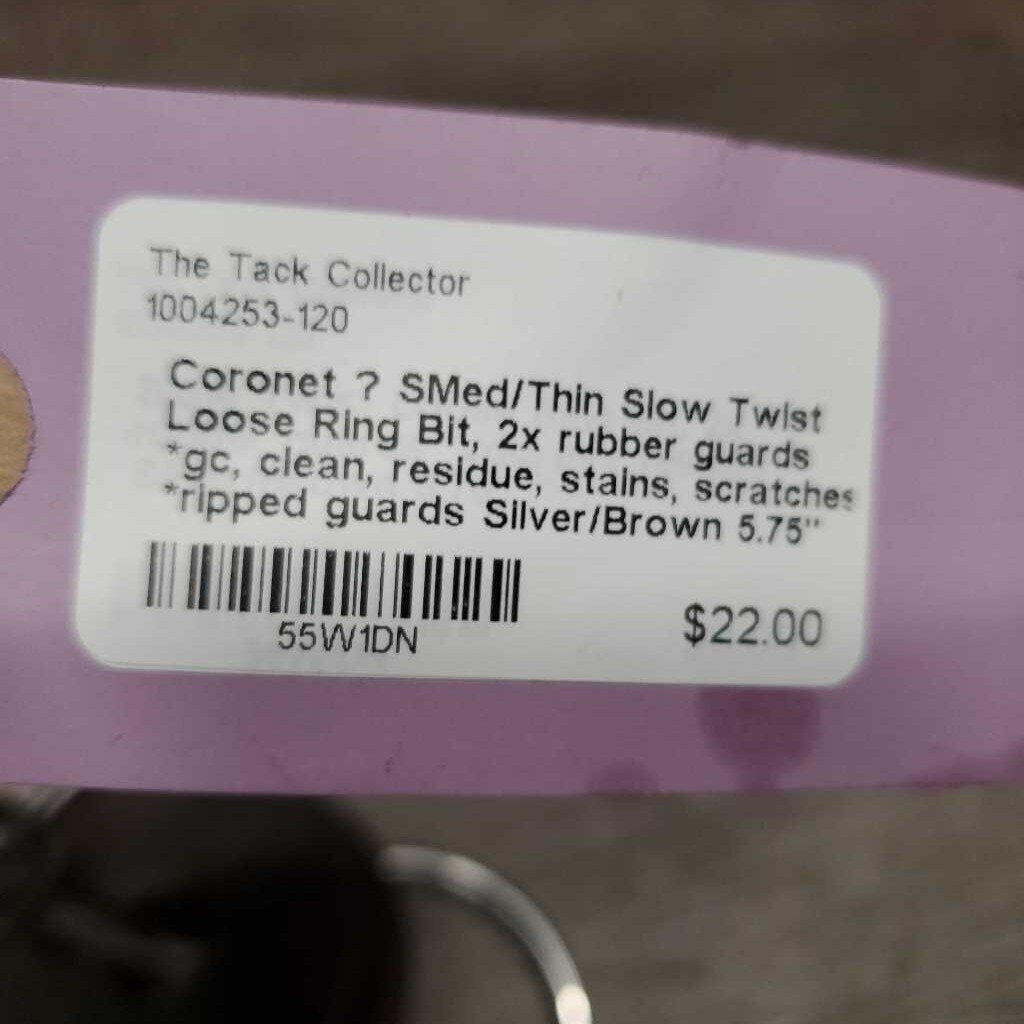 The Tack Collector
1004253-120
Coronet ? SMed/Thin Slow Twist
Loose Ring Bit, 2x rubber guards
*gc, clean, residue, stains, scratches
*ripped guards Silver/Brown 5.75"
55W1DN
$22.00